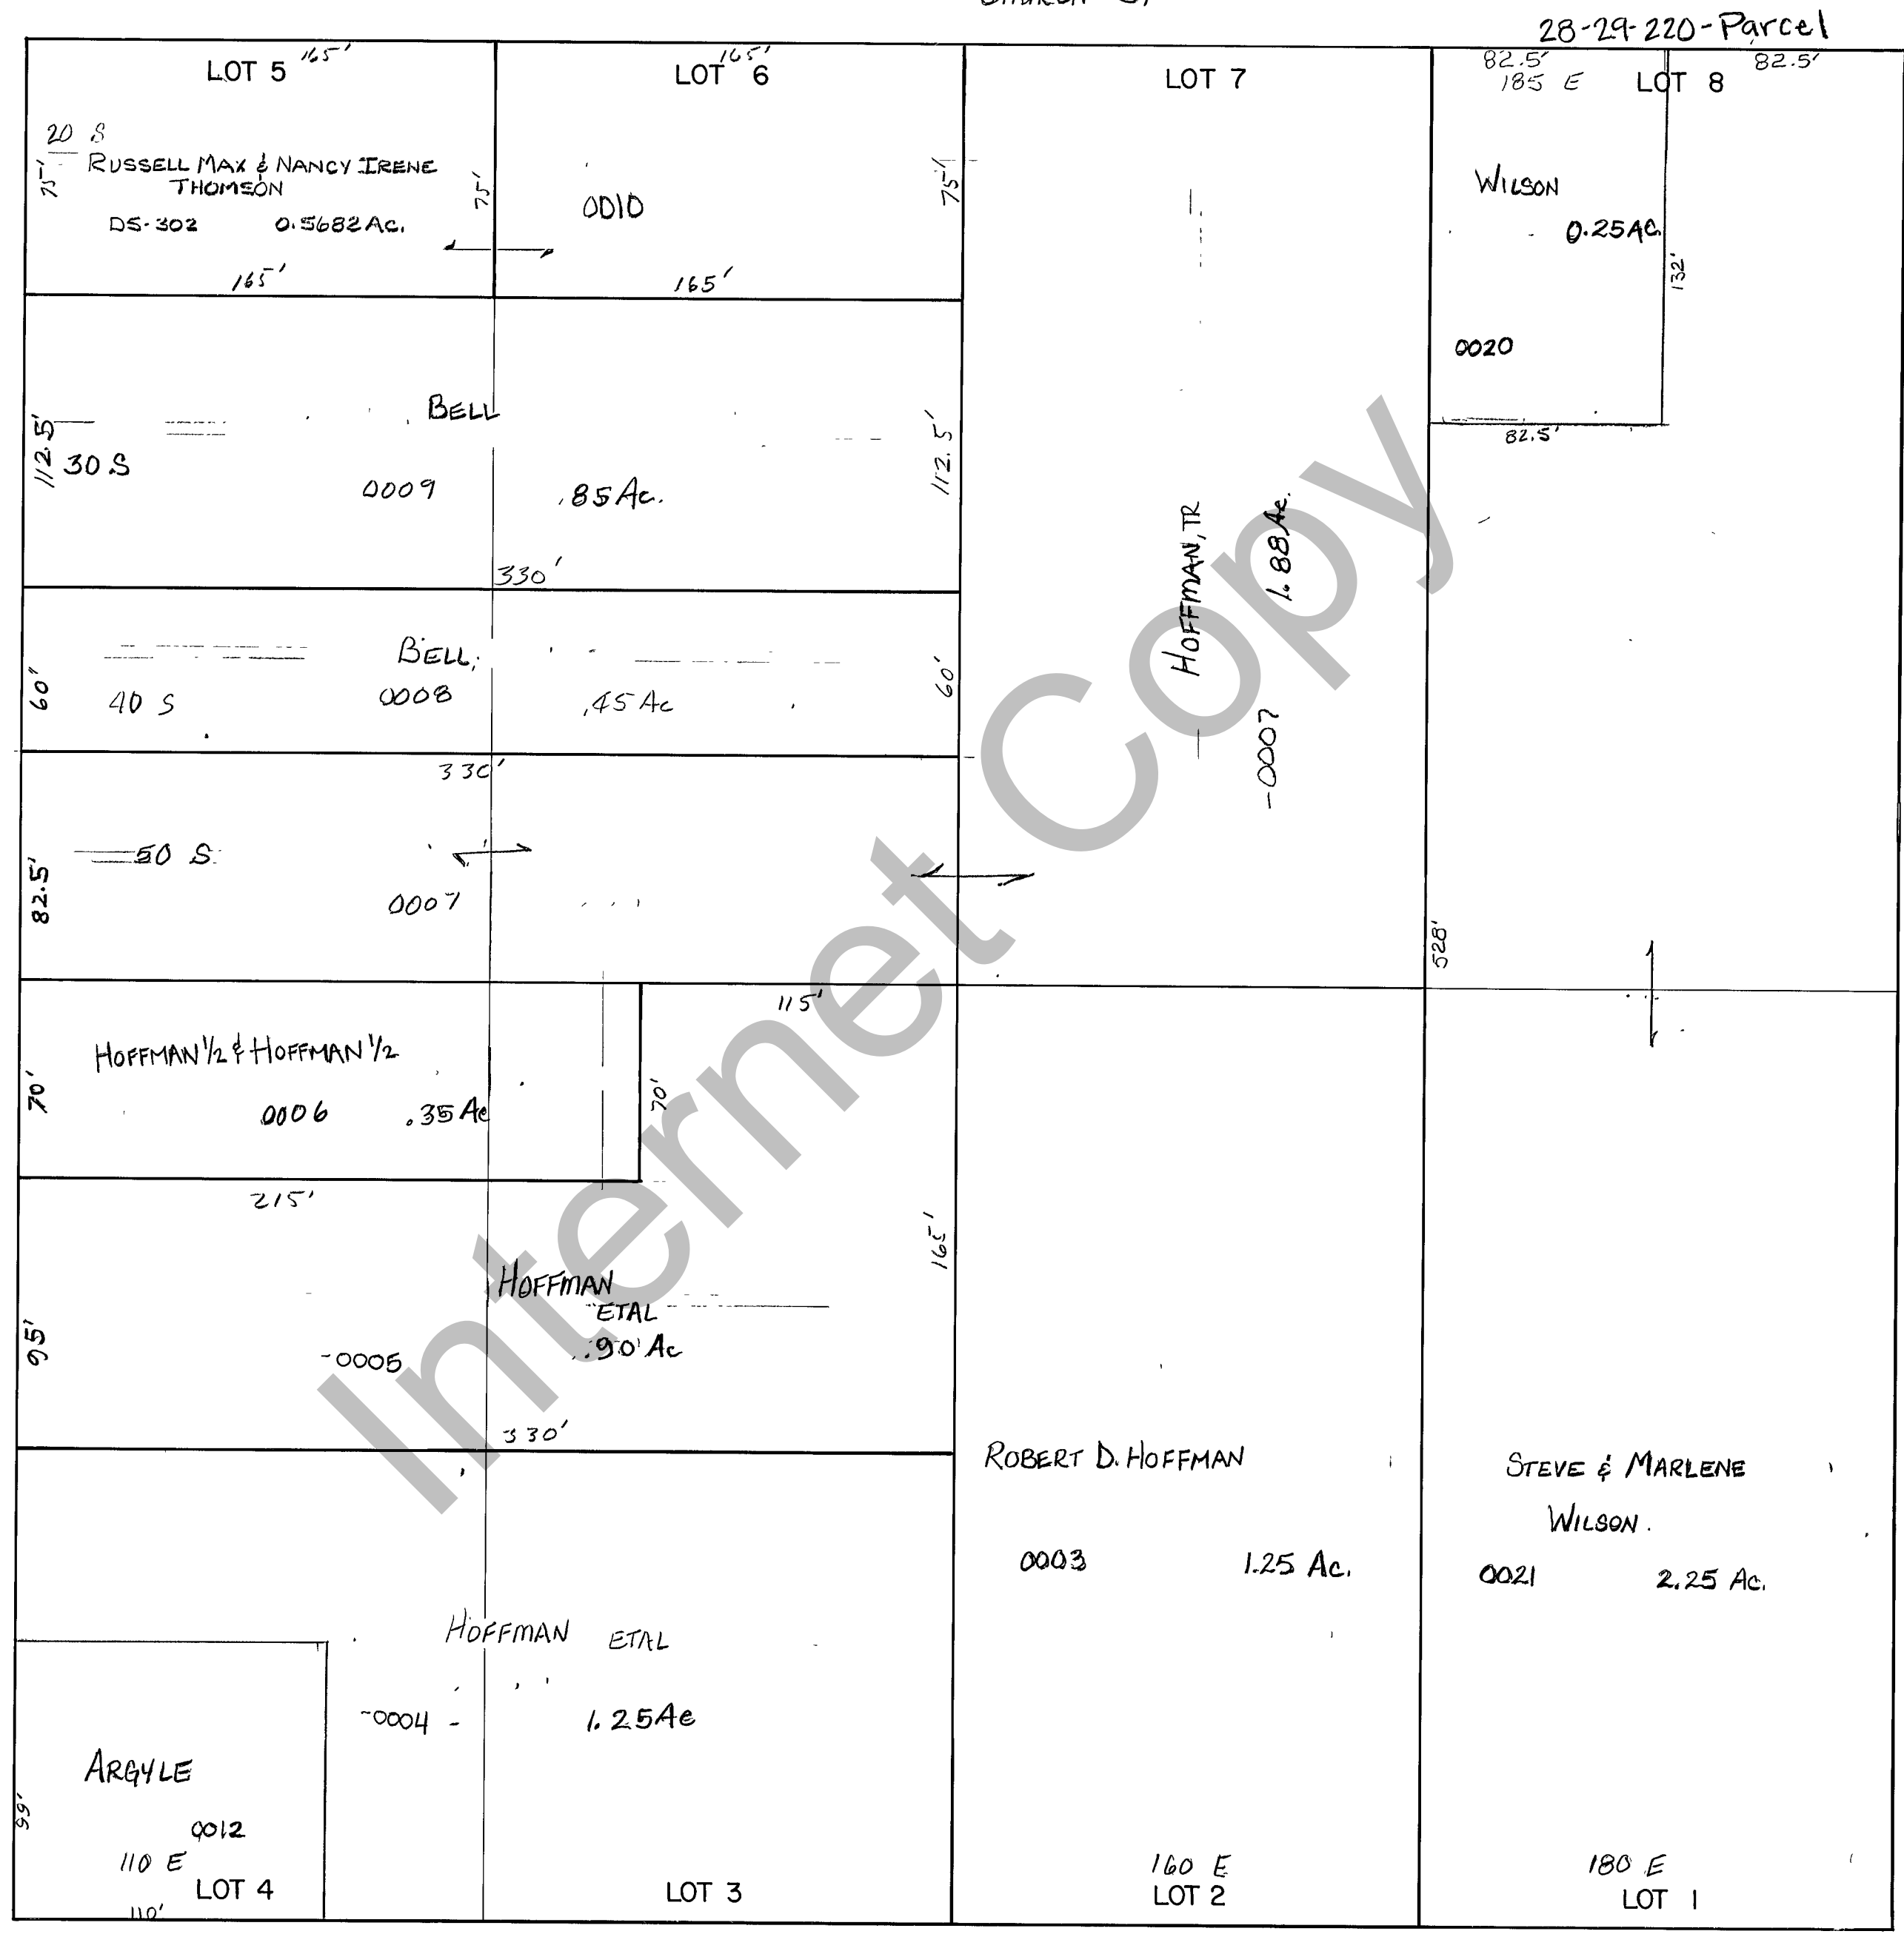 28-29-220-Parcel
LOT 5
165'
20 S
75'
RUSSELL MAX & NANCY IRENE
THOMSON
DS-302 0.5682 AC.
75'
165'
LOT 6
165'
0010
75'
165'
LOT 7
HOFFMAN, TR
1.88 Ac.
-0007
82.5'
185 E
LOT 8
82.5'
WILSON
0.25 AC.
132'
0020
82.5'
112.5'
BELL
30 S
0009
.85 Ac.
112.5'
330'
60'
BELL
40 S
0008
.45 Ac
60'
330'
82.5'
50 S
0007
528'
70'
HOFFMAN 1/2 & HOFFMAN 1/2
0006
.35 Ac
115'
70'
215'
165'
95'
HOFFMAN
ETAL
.90 Ac
-0005
330'
ROBERT D. HOFFMAN
0003
1.25 Ac.
160 E
LOT 2
STEVE & MARLENE
WILSON.
0021
2.25 Ac.
180 E
LOT 1
HOFFMAN ETAL
-0004 -
1.25 Ac
LOT 3
ARGYLE
99'
0012
110 E
LOT 4
110'
Internet Copy